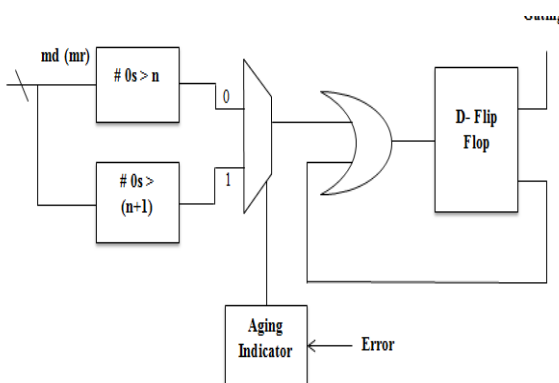 md (mr)
# 0s > n
0
D- Flip
Flop
# 0s >
(n+1)
1
Aging
Indicator
Error